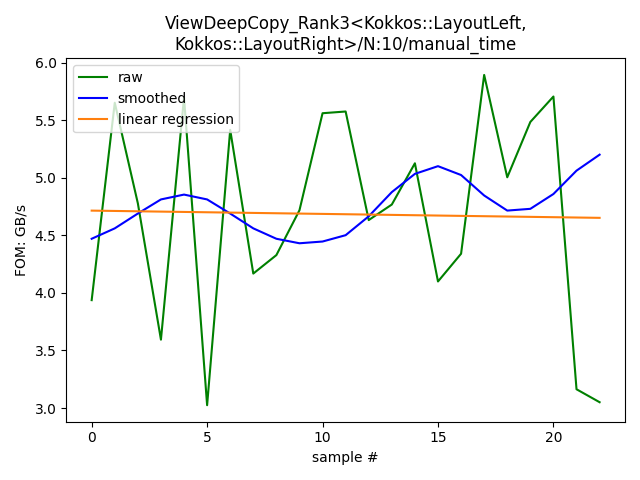 ViewDeepCopy_Rank3<Kokkos::LayoutLeft,
Kokkos::LayoutRight>/N:10/manual_time
raw
smoothed
linear regression
FOM: GB/s
6.0
5.5
5.0
4.5
4.0
3.5
3.0
0
5
10
15
20
sample #